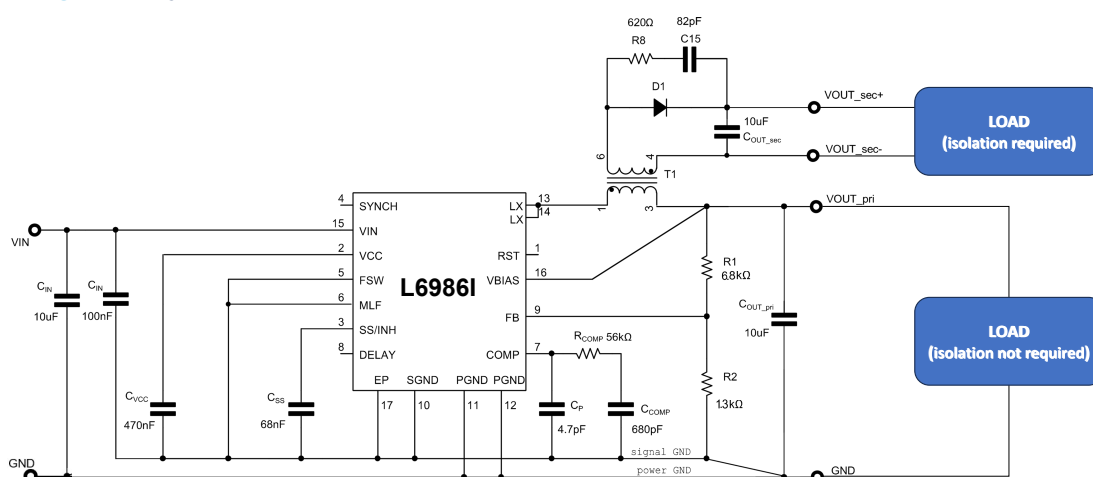 620Ω
82pF
R8
C15
D1
VOUT_sec+
10uF
COUT_sec
LOAD
(isolation required)
VOUT_sec-
6
4
T1
1
3
VOUT_pri
4
SYNCH
LX
13
LX
14
VIN
15
VIN
2
VCC
RST
1
5
FSW
VBIAS
16
L6986I
R1
6.8kΩ
CIN
10uF
CIN
100nF
6
MLF
3
SS/INH
FB
9
COUT_pri
10uF
LOAD
(isolation not required)
8
DELAY
COMP
7
RCOMP 56kΩ
EP
SGND
PGND
PGND
R2
1.3kΩ
17
10
11
12
CVCC
470nF
CSS
68nF
CP
4.7pF
CCOMP
680pF
signal GND
power GND
GND
GND